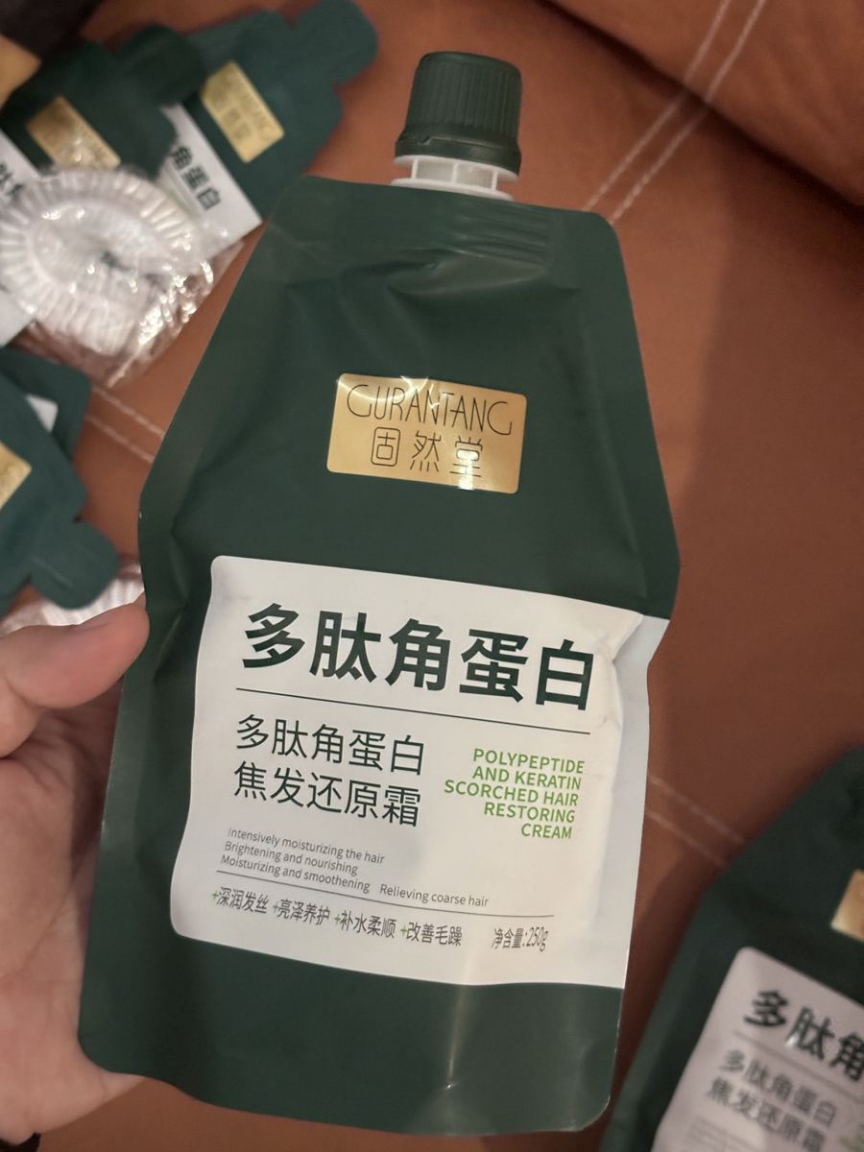 GURANTANG
固然堂
多肽角蛋白
多肽角蛋白
焦发还原霜
POLYPEPTIDE
AND KERATIN
SCORCHED HAIR
RESTORING
CREAM
Intensively moisturizing the hair
Brightening and nourishing
Moisturizing and smoothening Relieving coarse hair
+深润发丝 +亮泽养护 +补水柔顺 +改善毛躁 净含量:250g
角蛋白
多肽角
多肽角蛋白
焦发还原霜